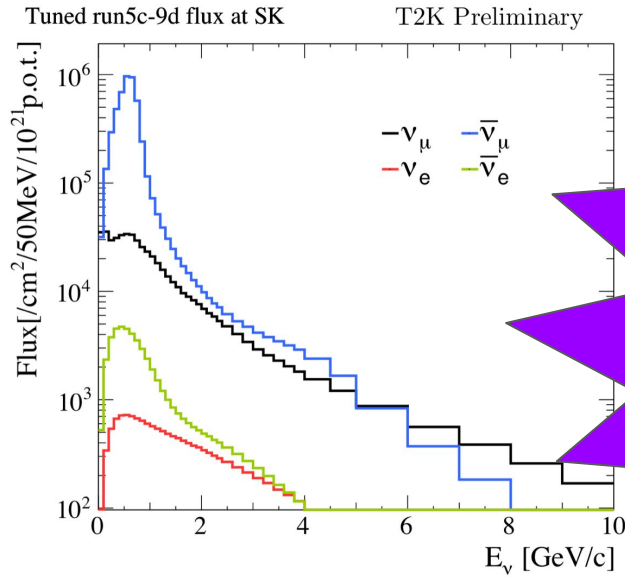 Tuned run5c-9d flux at SK T2K Preliminary
Flux[/cm²/50MeV/10²¹p.o.t.]
10⁶
10⁵
10⁴
10³
10²
ν_μ ν̅_μ
ν_e ν̅_e
0 2 4 6 8 10
E_ν [GeV/c]